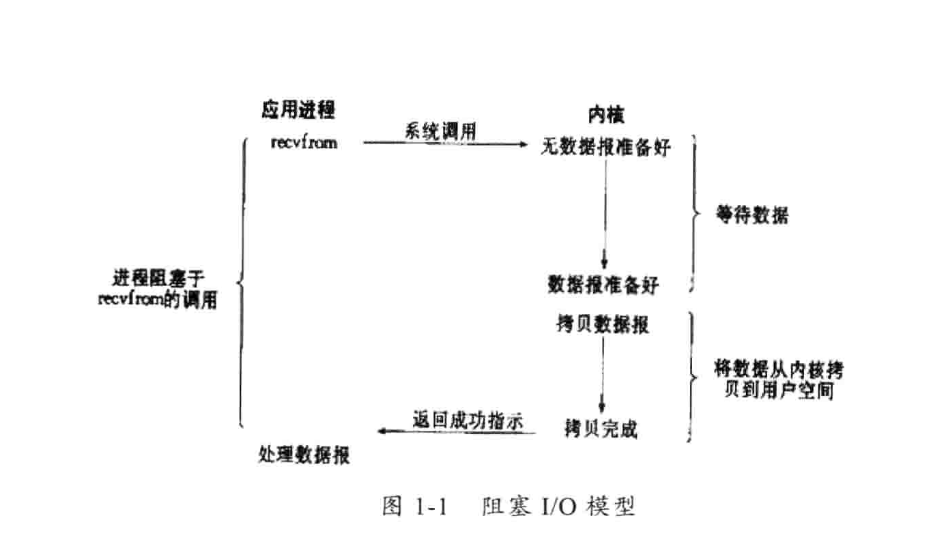 应用进程
内核
recvfrom
系统调用
无数据报准备好
等待数据
进程阻塞于
recvfrom的调用
数据报准备好
拷贝数据报
将数据从内核拷
贝到用户空间
返回成功指示
拷贝完成
处理数据报
图 1-1 阻塞 I/O 模型